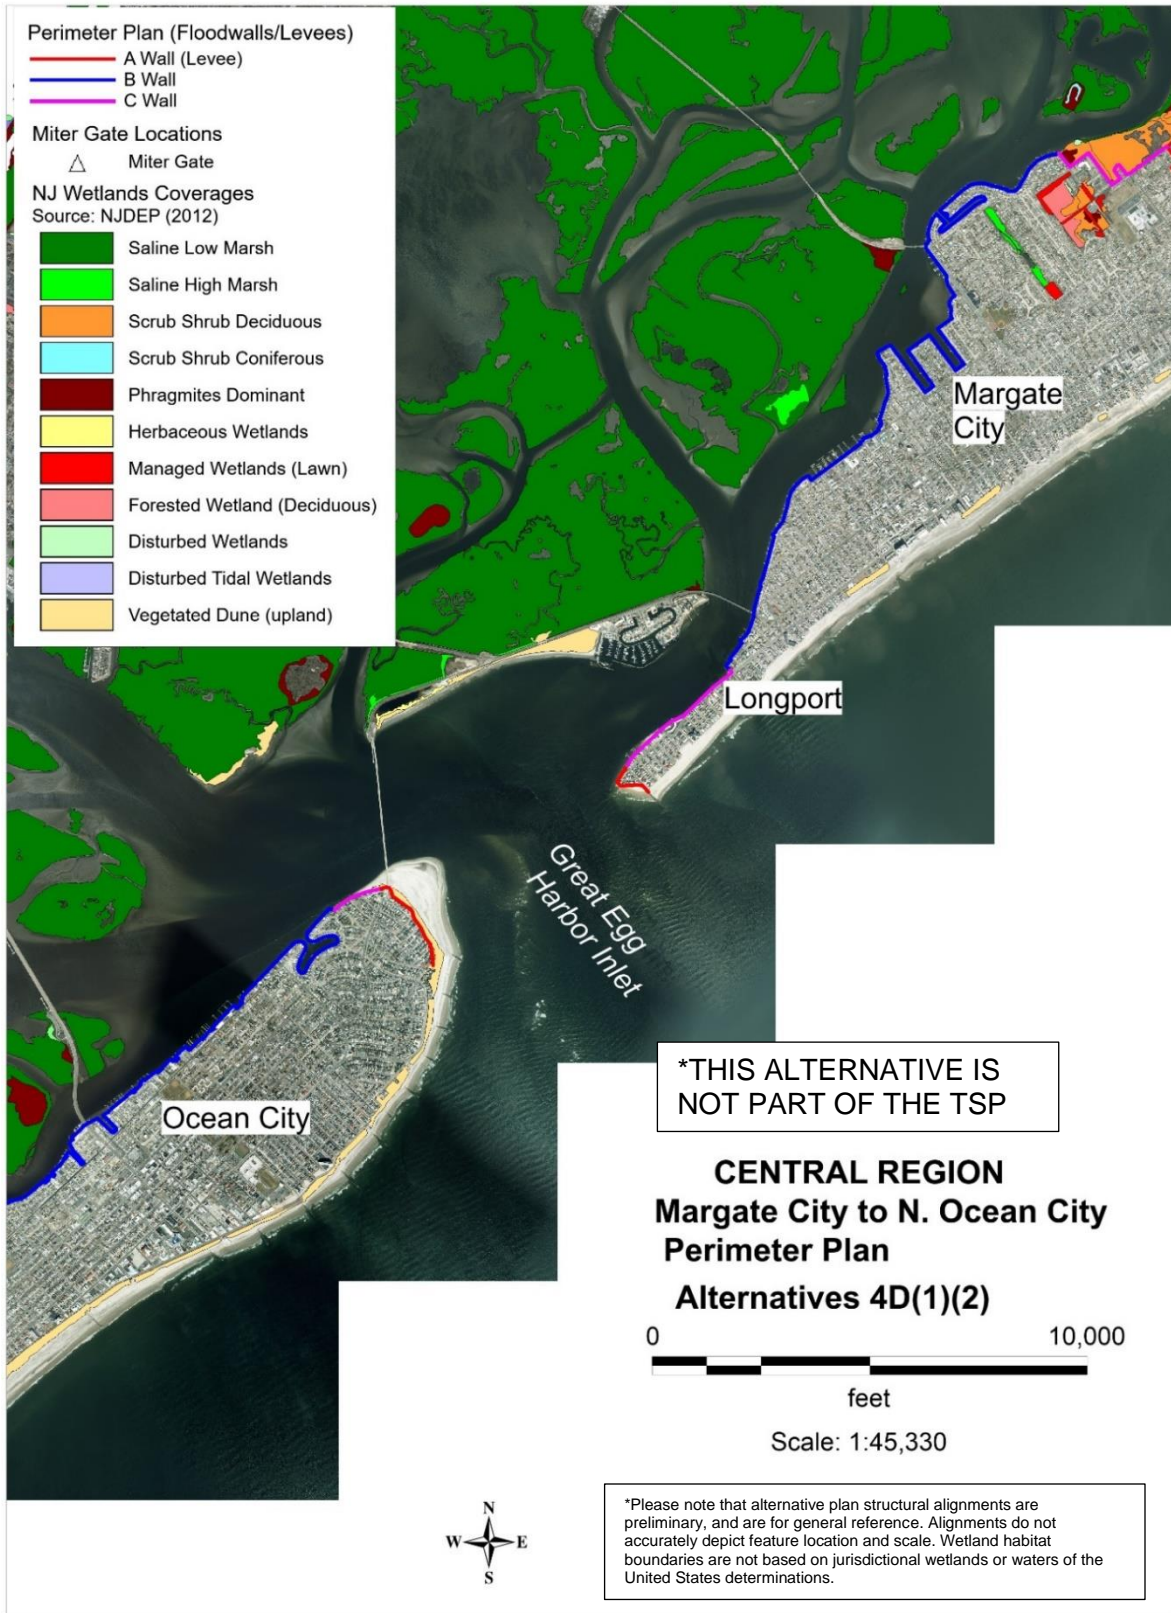 Perimeter Plan (Floodwalls/Levees)
A Wall (Levee)
B Wall
C Wall
Miter Gate Locations
Miter Gate
NJ Wetlands Coverages
Source: NJDEP (2012)
Saline Low Marsh
Saline High Marsh
Scrub Shrub Deciduous
Scrub Shrub Coniferous
Phragmites Dominant
Herbaceous Wetlands
Managed Wetlands (Lawn)
Forested Wetland (Deciduous)
Disturbed Wetlands
Disturbed Tidal Wetlands
Vegetated Dune (upland)
Margate
City
Longport
Great Egg
Harbor Inlet
Ocean City
*THIS ALTERNATIVE IS
NOT PART OF THE TSP
CENTRAL REGION
Margate City to N. Ocean City
Perimeter Plan
Alternatives 4D(1)(2)
0 10,000
feet
Scale: 1:45,330
N
W E
S
*Please note that alternative plan structural alignments are
preliminary, and are for general reference. Alignments do not
accurately depict feature location and scale. Wetland habitat
boundaries are not based on jurisdictional wetlands or waters of the
United States determinations.